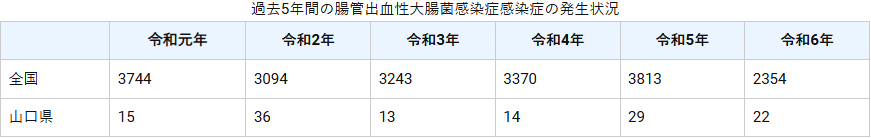 過去5年間の腸管出血性大腸菌感染症感染症の発生状況
令和元年 令和2年 令和3年 令和4年 令和5年 令和6年
全国 3744 3094 3243 3370 3813 2354
山口県 15 36 13 14 29 22